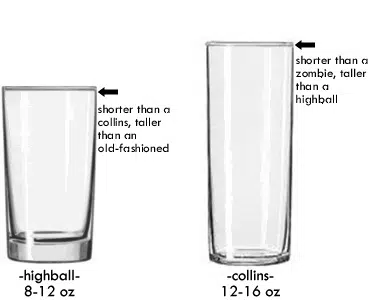 shorter than a
collins, taller
than an
old-fashioned
shorter than a
zombie, taller
than a
highball
-highball-
8-12 oz
-collins-
12-16 oz